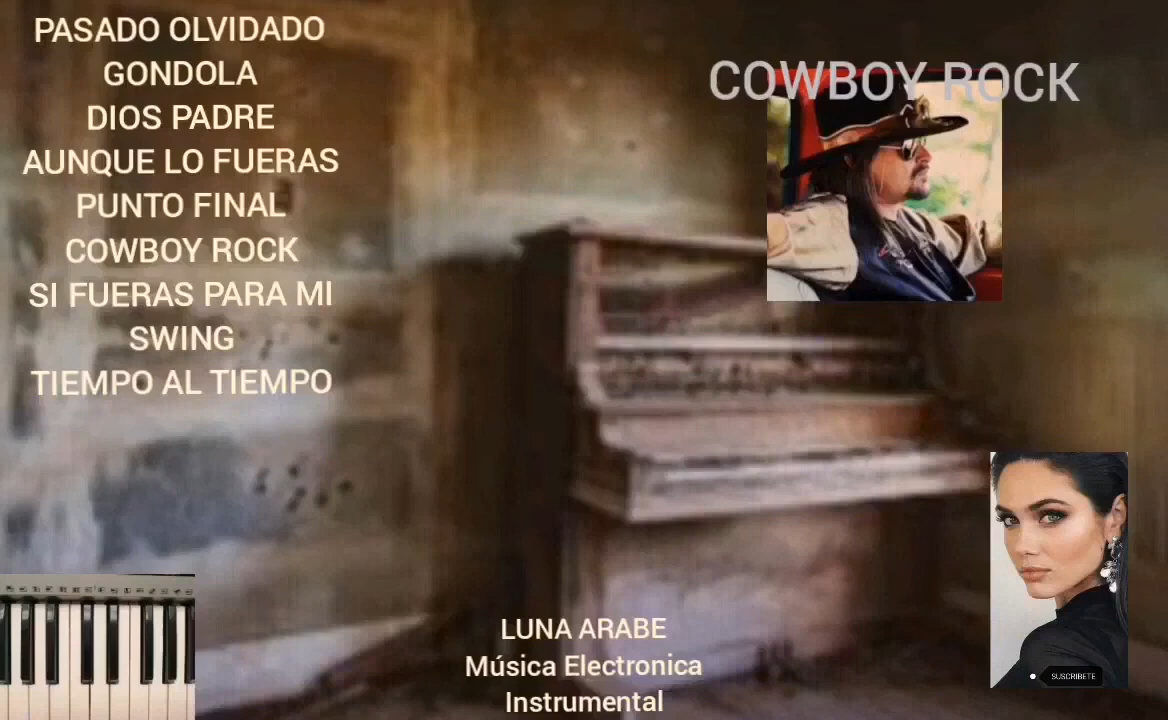 PASADO OLVIDADO
GONDOLA
DIOS PADRE
AUNQUE LO FUERAS
PUNTO FINAL
COWBOY ROCK
SI FUERAS PARA MI
SWING
TIEMPO AL TIEMPO
COWBOY ROCK
SUSCRIBETE
LUNA ARABE
Música Electronica
Instrumental